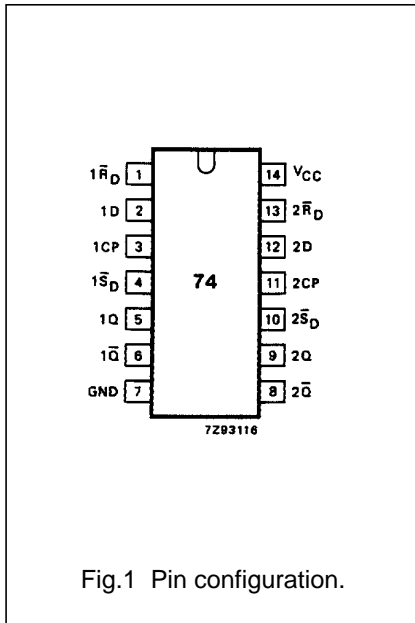 1R̅D 1
1D 2
1CP 3
1S̅D 4
1Q 5
1Q̅ 6
GND 7
74
14 VCC
13 2R̅D
12 2D
11 2CP
10 2S̅D
9 2Q
8 2Q̅
7Z93116
Fig.1 Pin configuration.